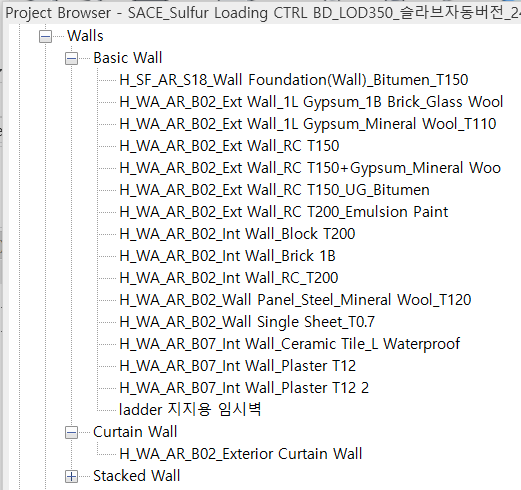 Project Browser - SACE_Sulfur Loading CTRL BD_LOD350_슬라브자동버전_24
Walls
Basic Wall
H_SF_AR_S18_Wall Foundation(Wall)_Bitumen_T150
H_WA_AR_B02_Ext Wall_1L Gypsum_1B Brick_Glass Wool
H_WA_AR_B02_Ext Wall_1L Gypsum_Mineral Wool_T110
H_WA_AR_B02_Ext Wall_RC T150
H_WA_AR_B02_Ext Wall_RC T150+Gypsum_Mineral Woo
H_WA_AR_B02_Ext Wall_RC T150_UG_Bitumen
H_WA_AR_B02_Ext Wall_RC T200_Emulsion Paint
H_WA_AR_B02_Int Wall_Block T200
H_WA_AR_B02_Int Wall_Brick 1B
H_WA_AR_B02_Int Wall_RC_T200
H_WA_AR_B02_Wall Panel_Steel_Mineral Wool_T120
H_WA_AR_B02_Wall Single Sheet_T0.7
H_WA_AR_B07_Int Wall_Ceramic Tile_L Waterproof
H_WA_AR_B07_Int Wall_Plaster T12
H_WA_AR_B07_Int Wall_Plaster T12 2
ladder 지지용 임시벽
Curtain Wall
H_WA_AR_B02_Exterior Curtain Wall
Stacked Wall